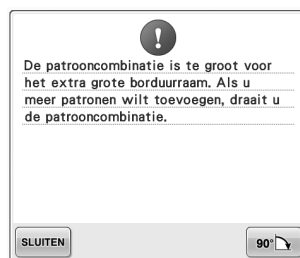 De patrooncombinatie is te groot voor
het extra grote borduurraam. Als u
meer patronen wilt toevoegen, draait u
de patrooncombinatie.
SLUITEN
90°